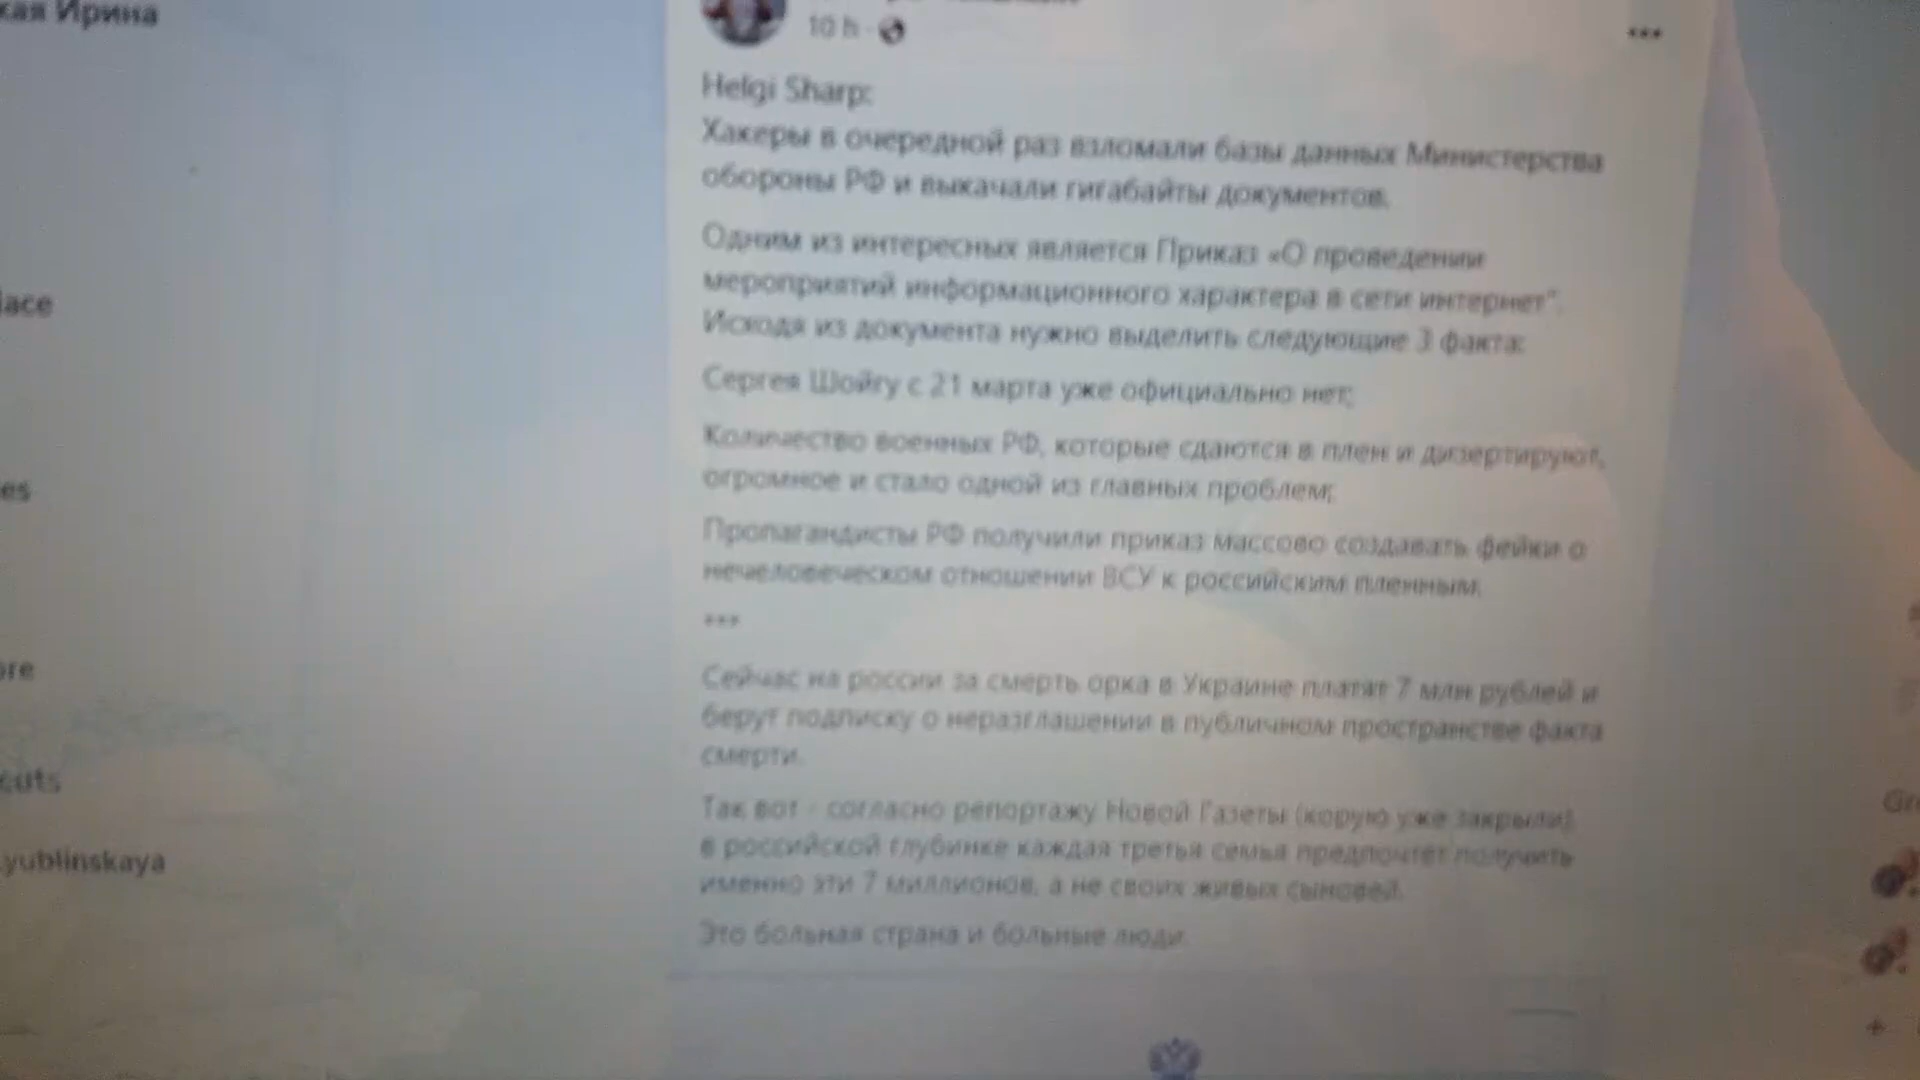 кая Ирина
10 h
Helgi Sharp:
Хакеры в очередной раз взломали базы данных Министерства
обороны РФ и выкачали гигабайты документов.
Одним из интересных является Приказ «О проведении
мероприятий информационного характера в сети интернет".
Исходя из документа нужно выделить следующие 3 факта:
Сергея Шойгу с 21 марта уже официально нет;
Количество военных РФ, которые сдаются в плен и дизертируют,
огромное и стало одной из главных проблем;
Пропагандисты РФ получили приказ массово создавать фейки о
нечеловеческом отношении ВСУ к российским пленным.
***
Сейчас на россии за смерть орка в Украине платят 7 млн рублей и
берут подписку о неразглашении в публичном пространстве факта
смерти.
Так вот - согласно репортажу Новой Газеты (корую уже закрыли),
в российской глубинке каждая третья семья предпочтёт получить
именно эти 7 миллионов, а не своих живых сыновей.
Это больная страна и больные люди.
lace
es
ore
cuts
yublinskaya
Gr